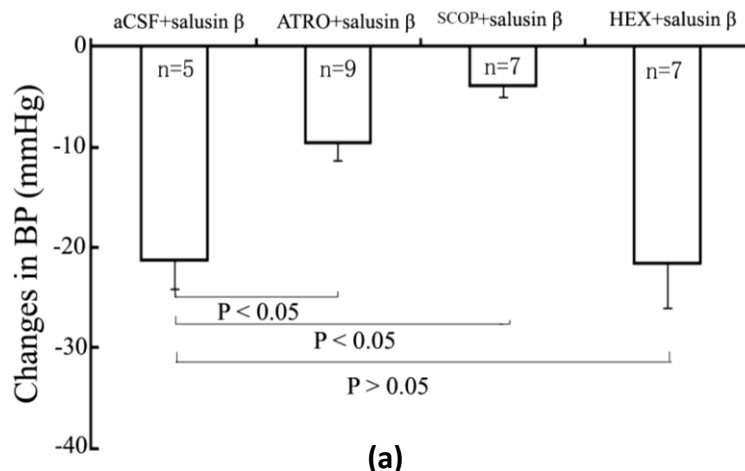 aCSF+salusin β ATRO+salusin β SCOP+salusin β HEX+salusin β
0
n=5 n=9 n=7 n=7
-10
-20
-30
-40
Changes in BP (mmHg)
P < 0.05
P < 0.05
P > 0.05
(a)